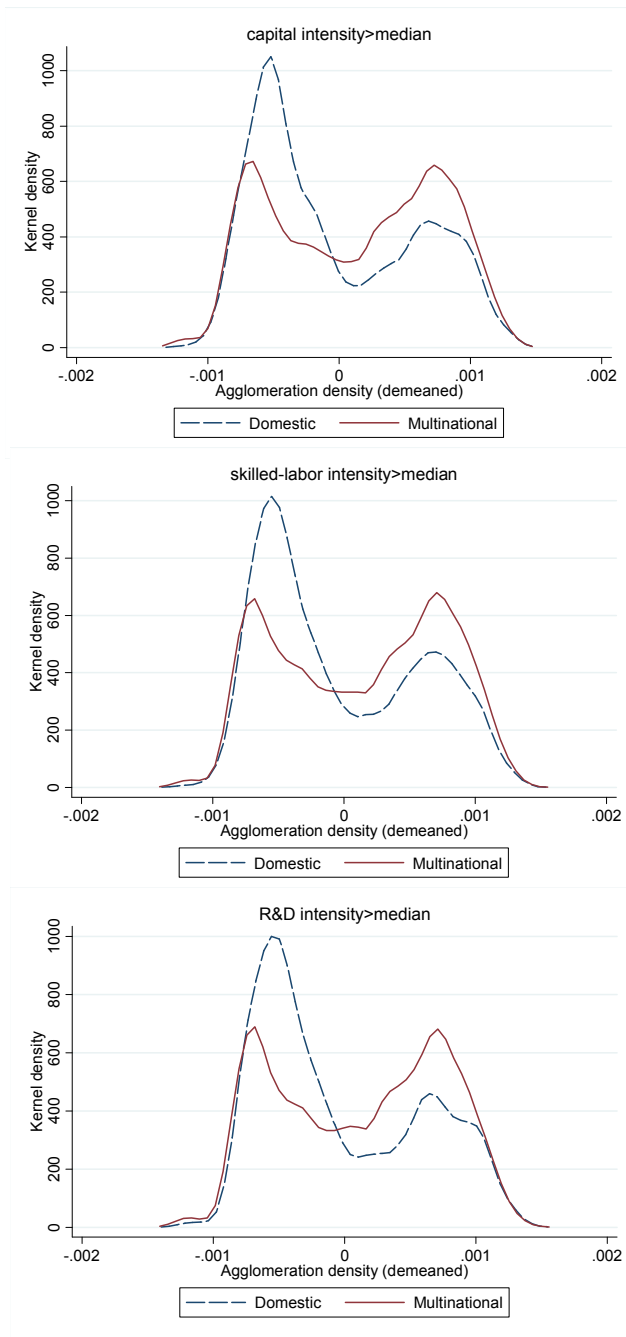 capital intensity>median
Kernel density
1000
800
600
400
200
0
-.002 -.001 0 .001 .002
Agglomeration density (demeaned)
Domestic Multinational
skilled-labor intensity>median
Kernel density
1000
800
600
400
200
0
-.002 -.001 0 .001 .002
Agglomeration density (demeaned)
Domestic Multinational
R&D intensity>median
Kernel density
1000
800
600
400
200
0
-.002 -.001 0 .001 .002
Agglomeration density (demeaned)
Domestic Multinational